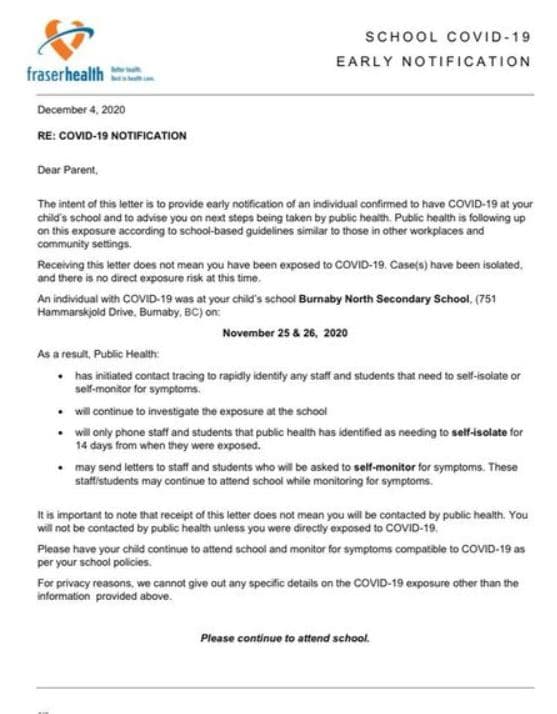 SCHOOL COVID-19
EARLY NOTIFICATION
fraserhealth
Better health.
Best in health care.
December 4, 2020
RE: COVID-19 NOTIFICATION
Dear Parent,
The intent of this letter is to provide early notification of an individual confirmed to have COVID-19 at your
child's school and to advise you on next steps being taken by public health. Public health is following up
on this exposure according to school-based guidelines similar to those in other workplaces and
community settings.
Receiving this letter does not mean you have been exposed to COVID-19. Case(s) have been isolated,
and there is no direct exposure risk at this time.
An individual with COVID-19 was at your child's school Burnaby North Secondary School, (751
Hammarskjold Drive, Burnaby, BC) on:
November 25 & 26, 2020
As a result, Public Health:
• has initiated contact tracing to rapidly identify any staff and students that need to self-isolate or
self-monitor for symptoms.
• will continue to investigate the exposure at the school
• will only phone staff and students that public health has identified as needing to self-isolate for
14 days from when they were exposed.
• may send letters to staff and students who will be asked to self-monitor for symptoms. These
staff/students may continue to attend school while monitoring for symptoms.
It is important to note that receipt of this letter does not mean you will be contacted by public health. You
will not be contacted by public health unless you were directly exposed to COVID-19.
Please have your child continue to attend school and monitor for symptoms compatible to COVID-19 as
per your school policies.
For privacy reasons, we cannot give out any specific details on the COVID-19 exposure other than the
information provided above.
Please continue to attend school.